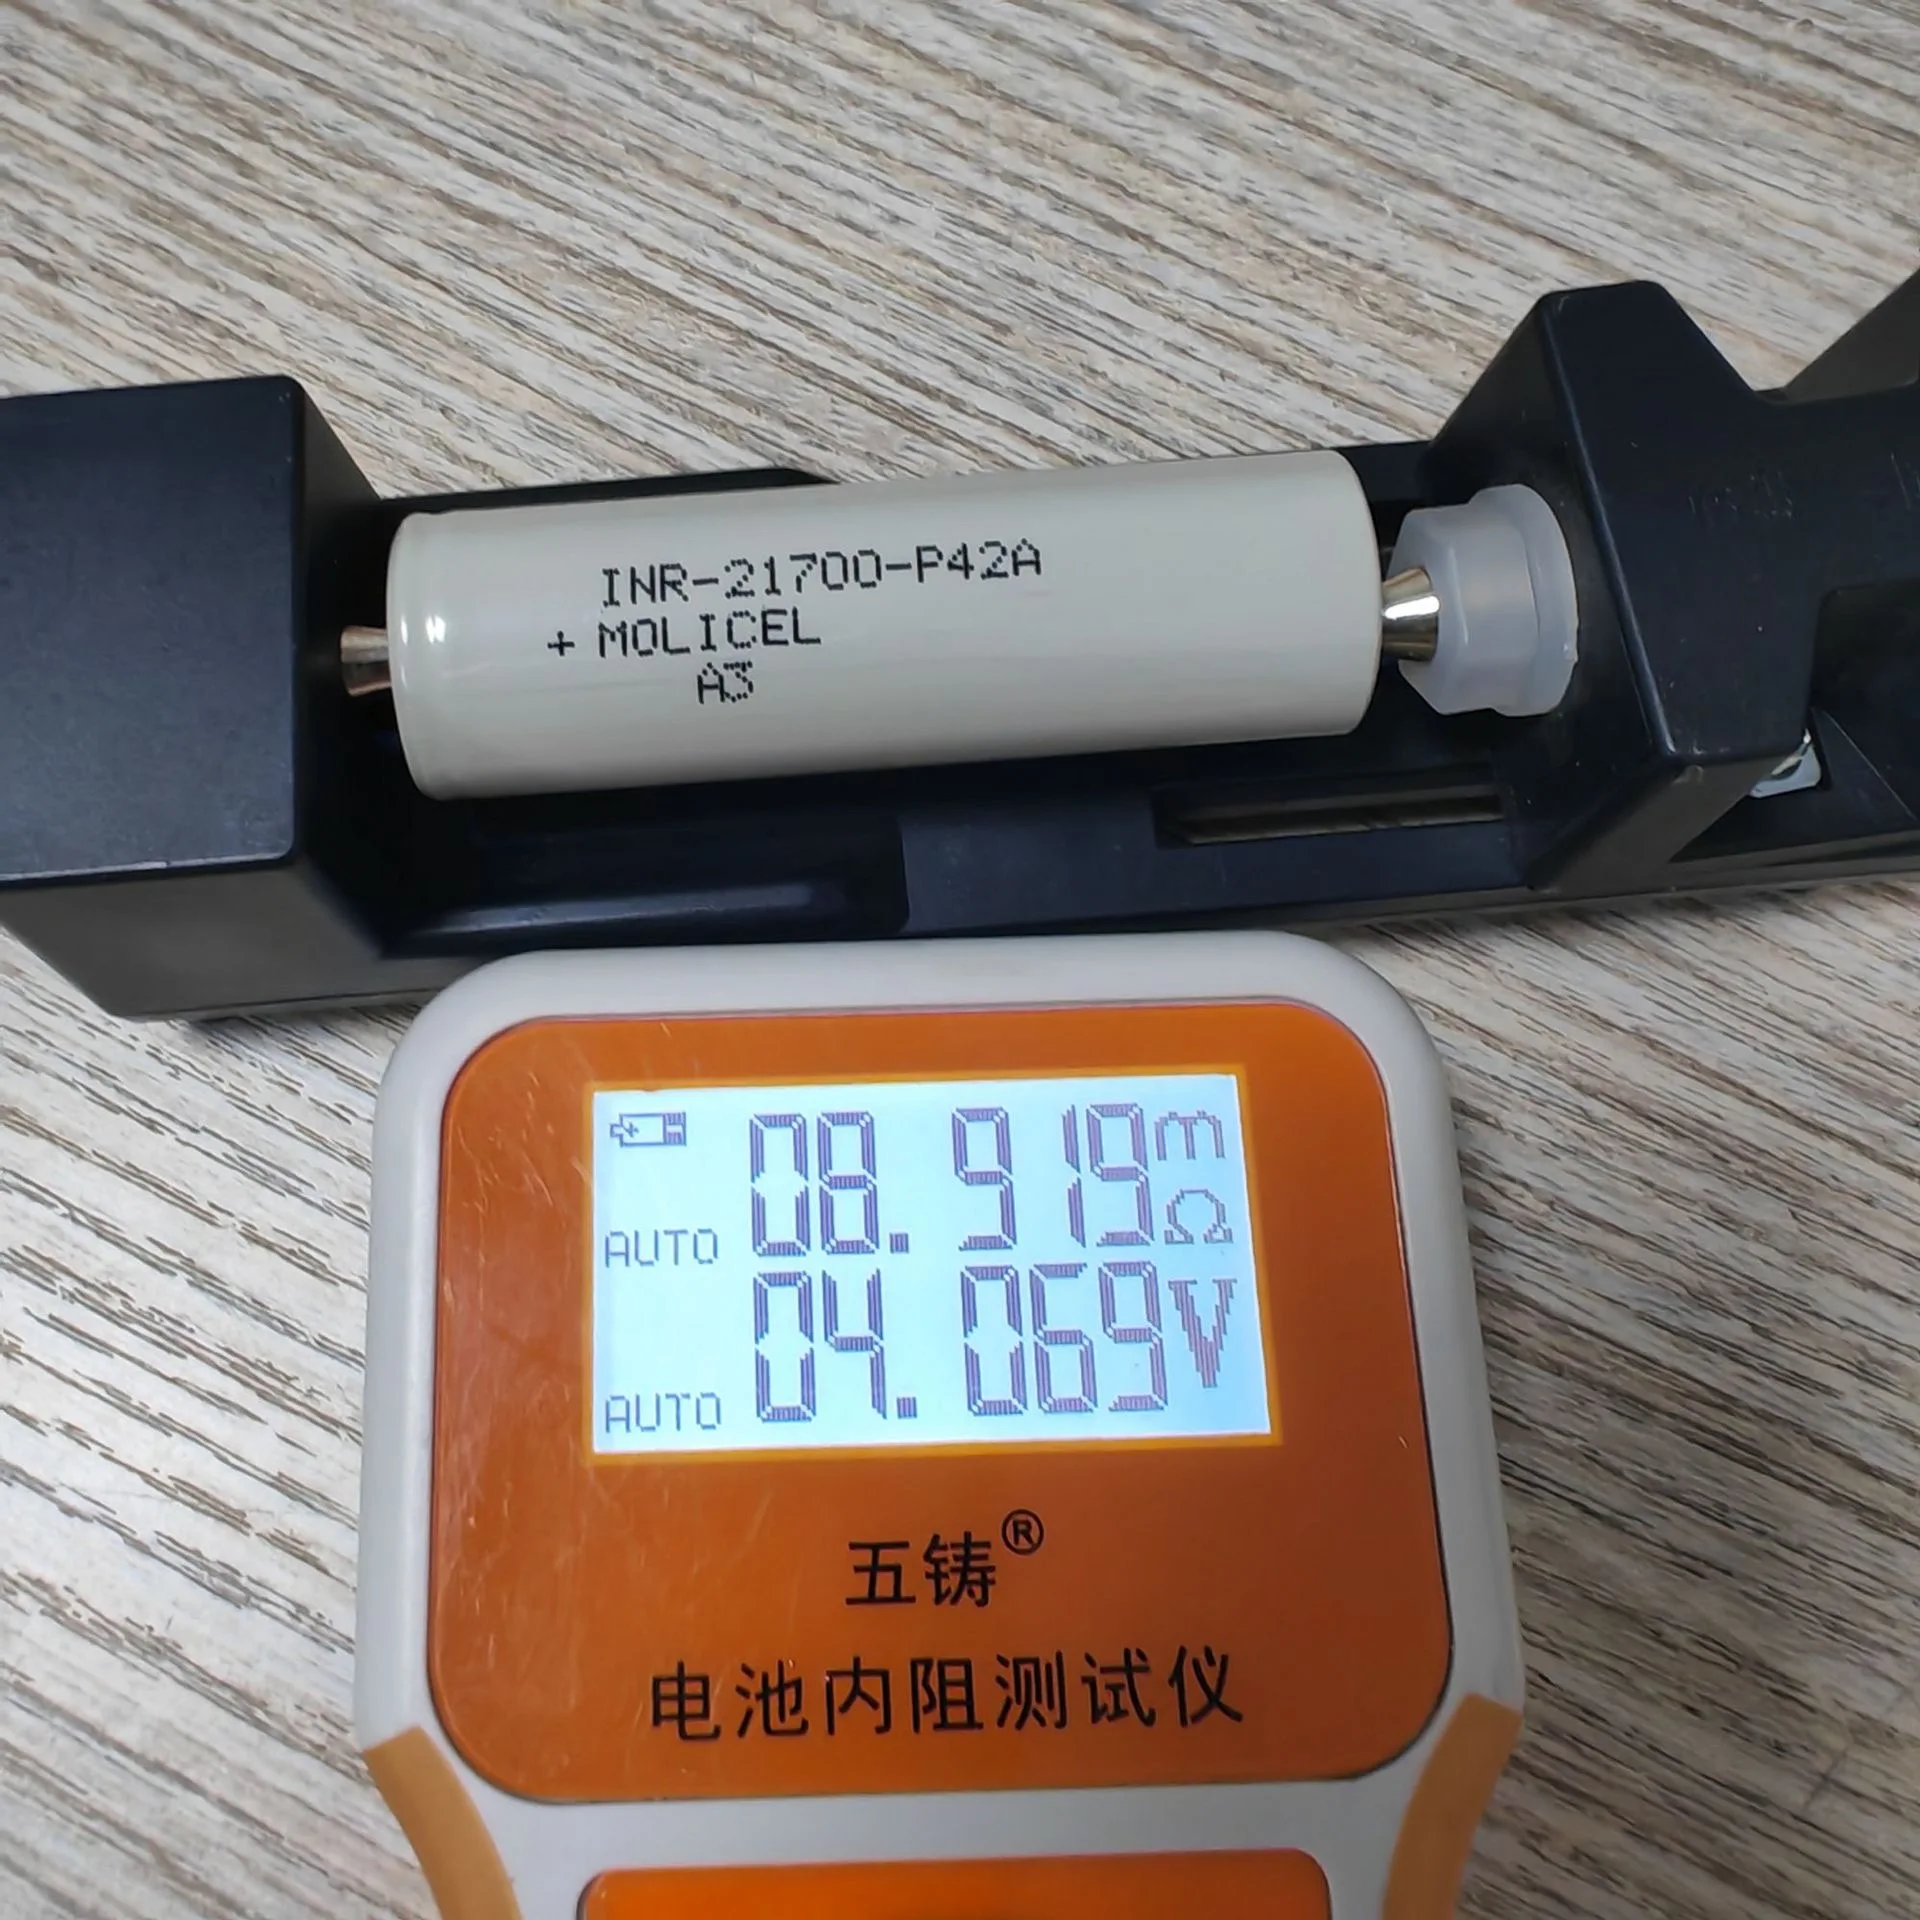 INR-21700-P42A
+ MOLICEL
A3
AUTO 08.919mΩ
AUTO 04.069V
五铸®
电池内阻测试仪